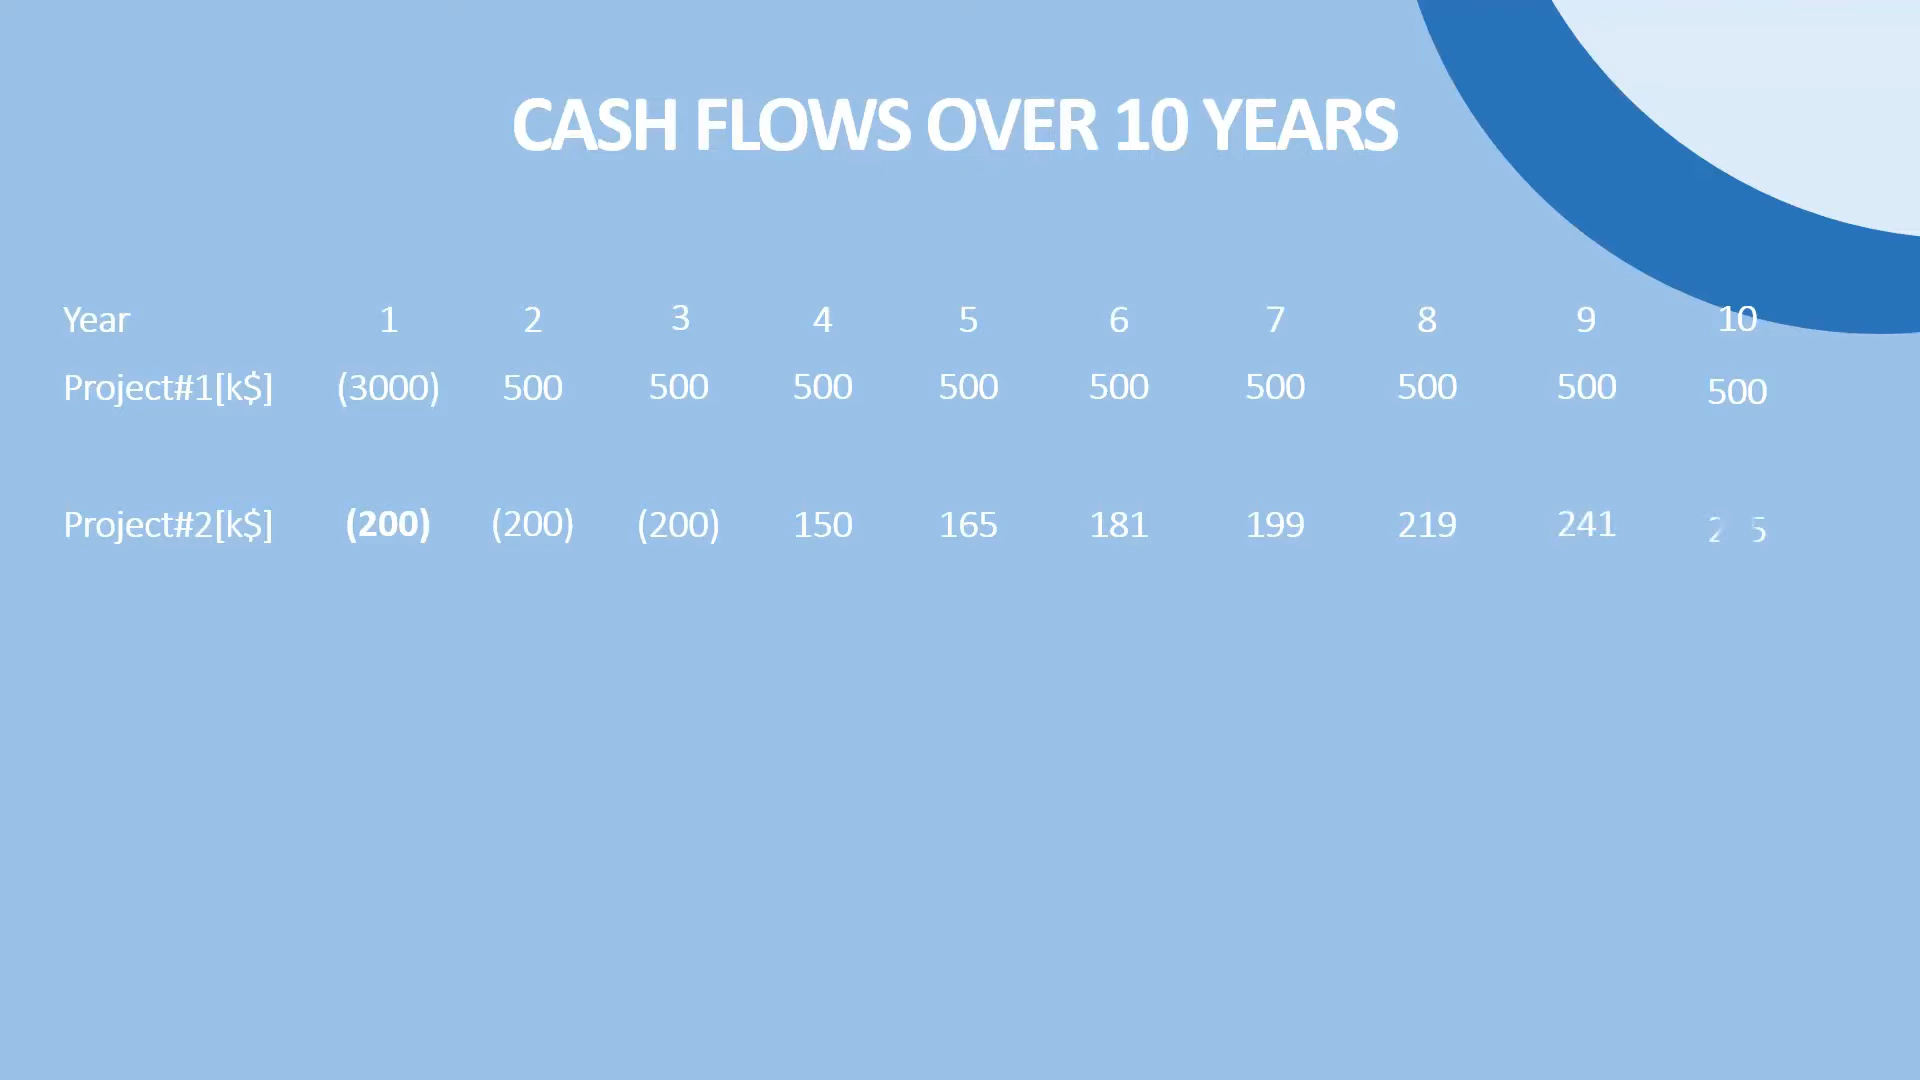 CASH FLOWS OVER 10 YEARS
Year 1 2 3 4 5 6 7 8 9 10
Project#1[k$] (3000) 500 500 500 500 500 500 500 500 500
Project#2[k$] (200) (200) (200) 150 165 181 199 219 241